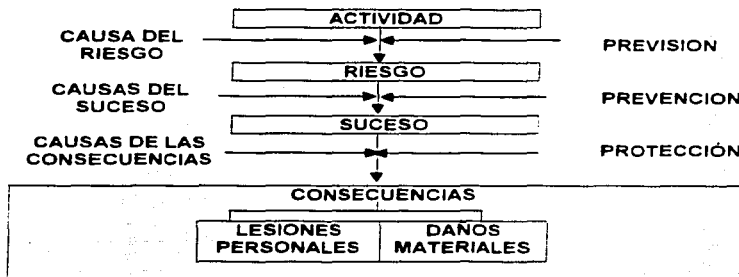 ACTIVIDAD
CAUSA DEL
RIESGO
PREVISION
RIESGO
CAUSAS DEL
SUCESO
PREVENCION
SUCESO
CAUSAS DE LAS
CONSECUENCIAS
PROTECCIÓN
CONSECUENCIAS
LESIONES
PERSONALES
DAÑOS
MATERIALES